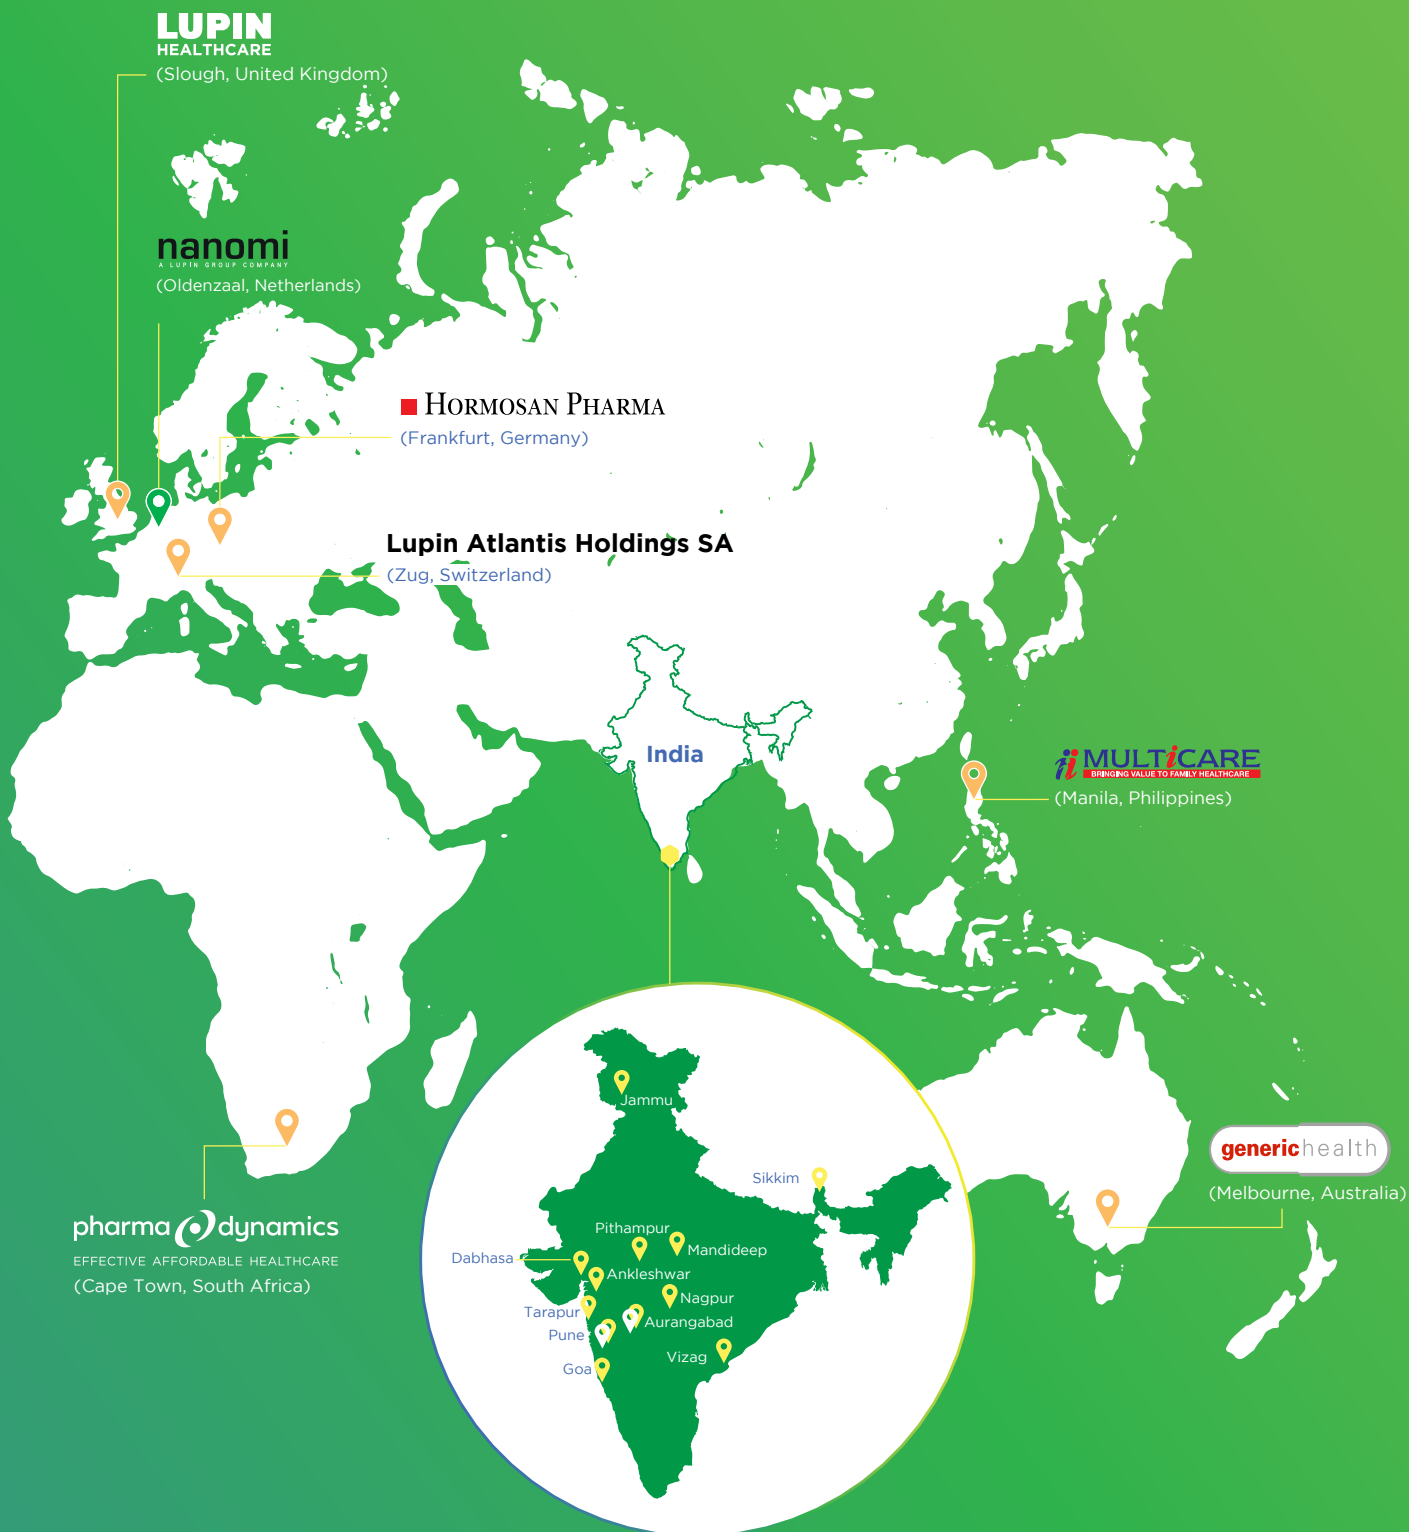 LUPIN
HEALTHCARE
(Slough, United Kingdom)
nanomi
A LUPIN GROUP COMPANY
(Oldenzaal, Netherlands)
HORMOSAN PHARMA
(Frankfurt, Germany)
Lupin Atlantis Holdings SA
(Zug, Switzerland)
India
MULTiCARE
BRINGING VALUE TO FAMILY HEALTHCARE
(Manila, Philippines)
generichealth
(Melbourne, Australia)
pharma dynamics
EFFECTIVE AFFORDABLE HEALTHCARE
(Cape Town, South Africa)
Jammu
Sikkim
Pithampur
Mandideep
Dabhasa
Ankleshwar
Nagpur
Tarapur
Aurangabad
Pune
Vizag
Goa